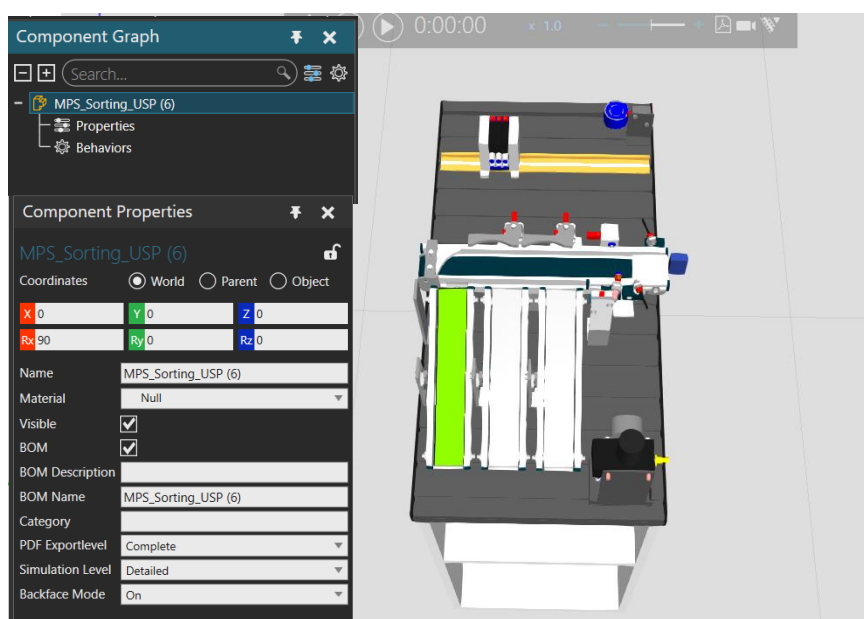 Component Graph
0:00:00
x 1.0
Search...
MPS_Sorting_USP (6)
Properties
Behaviors
Component Properties
MPS_Sorting_USP (6)
Coordinates World Parent Object
X 0 Y 0 Z 0
Rx 90 Ry 0 Rz 0
Name MPS_Sorting_USP (6)
Material Null
Visible
BOM
BOM Description
BOM Name MPS_Sorting_USP (6)
Category
PDF Exportlevel Complete
Simulation Level Detailed
Backface Mode On